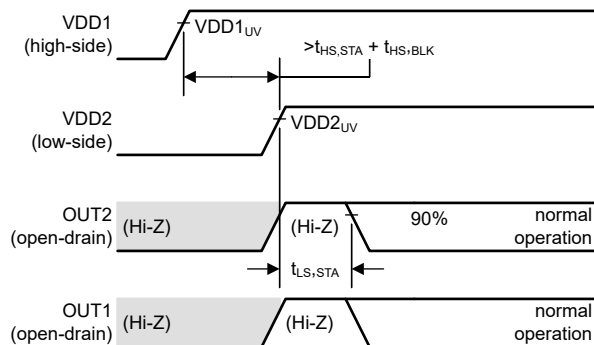 VDD1
(high-side)
VDD1UV
>tHS,STA + tHS,BLK
VDD2
(low-side)
VDD2UV
OUT2
(open-drain)
(Hi-Z)
(Hi-Z)
90%
normal
operation
tLS,STA
OUT1
(open-drain)
(Hi-Z)
(Hi-Z)
normal
operation